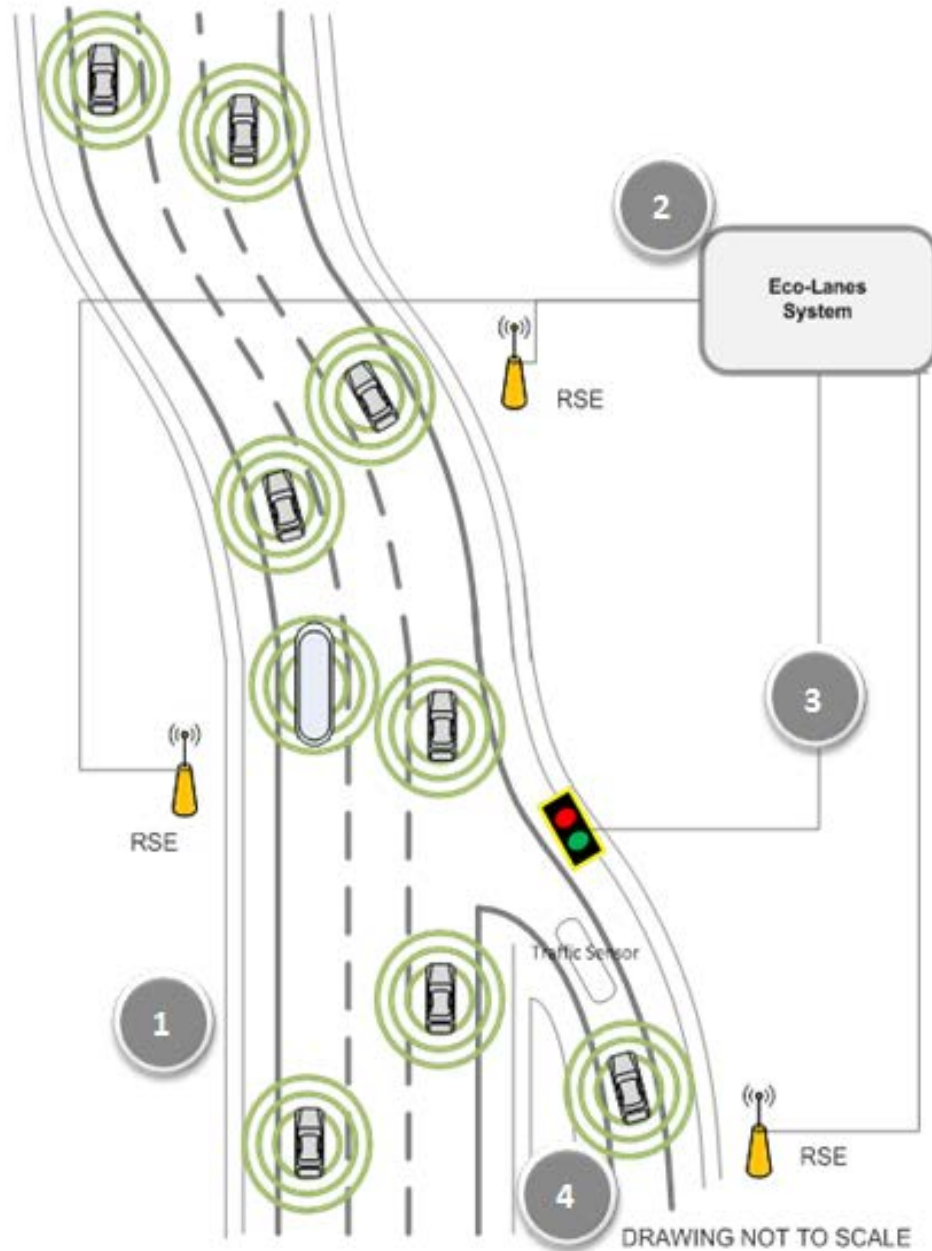 2
Eco-Lanes
System
RSE
3
RSE
Traffic Sensor
1
RSE
4
DRAWING NOT TO SCALE